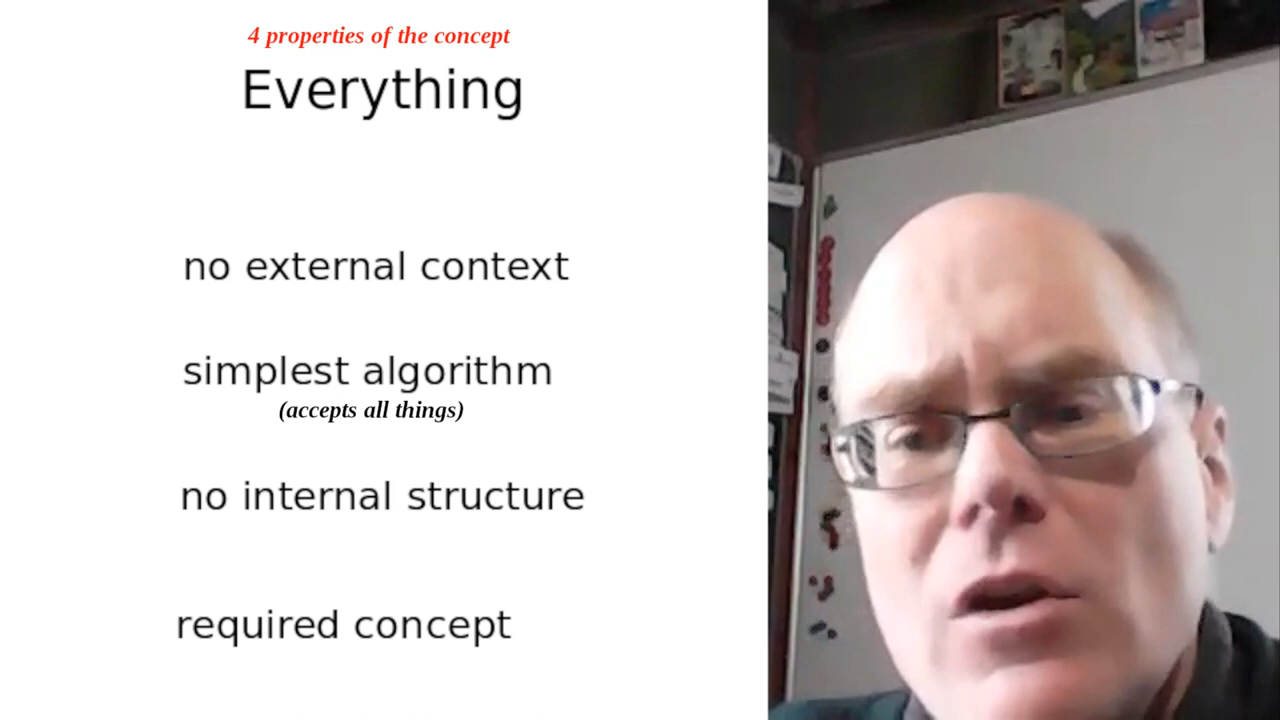 4 properties of the concept
Everything
no external context
simplest algorithm
(accepts all things)
no internal structure
required concept